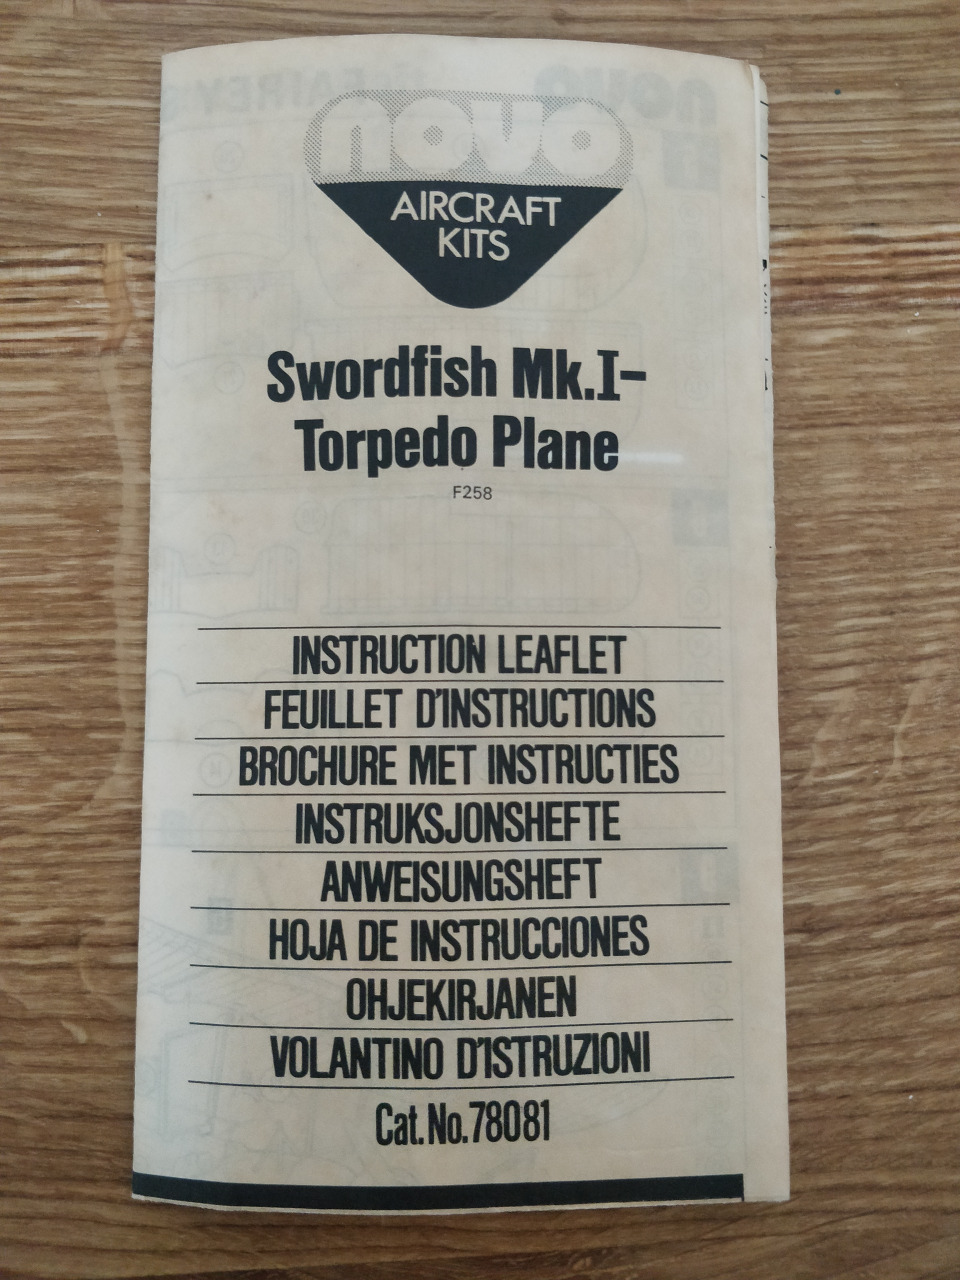 novo
AIRCRAFT
KITS
Swordfish Mk.I-
Torpedo Plane
F258
INSTRUCTION LEAFLET
FEUILLET D'INSTRUCTIONS
BROCHURE MET INSTRUCTIES
INSTRUKSJONSHEFTE
ANWEISUNGSHEFT
HOJA DE INSTRUCCIONES
OHJEKIRJANEN
VOLANTINO D'ISTRUZIONI
Cat.No.78081